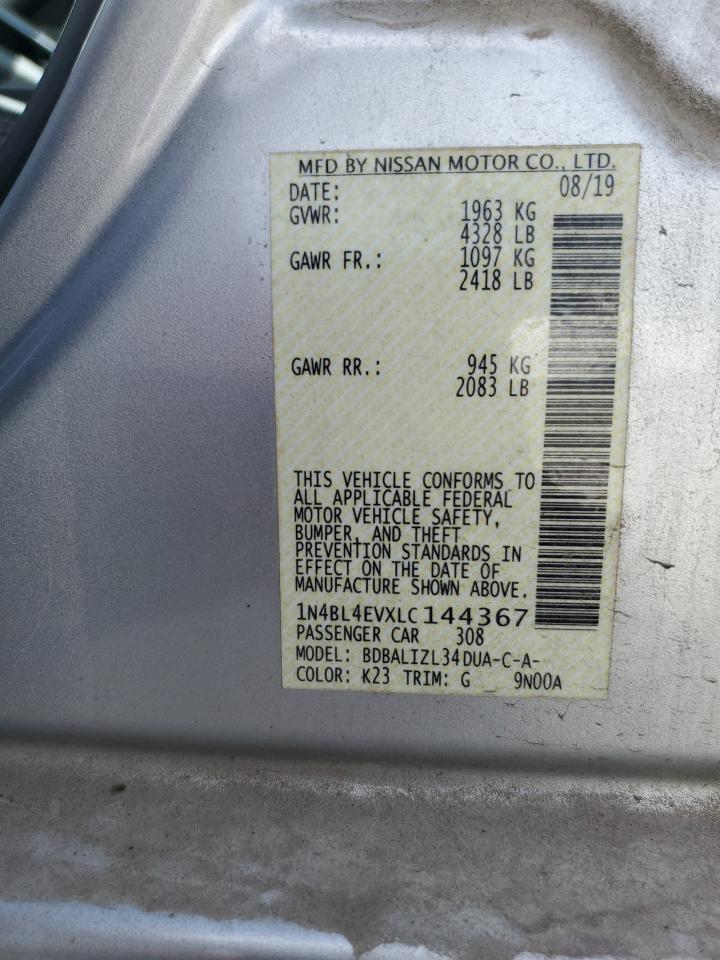 MFD BY NISSAN MOTOR CO., LTD.
DATE: 08/19
GVWR: 1963 KG
4328 LB
GAWR FR.: 1097 KG
2418 LB
GAWR RR.: 945 KG
2083 LB
THIS VEHICLE CONFORMS TO
ALL APPLICABLE FEDERAL
MOTOR VEHICLE SAFETY,
BUMPER, AND THEFT
PREVENTION STANDARDS IN
EFFECT ON THE DATE OF
MANUFACTURE SHOWN ABOVE.
1N4BL4EVXLC144367
PASSENGER CAR 308
MODEL: BDBALIZL34DUA-C-A-
COLOR: K23 TRIM: G 9N00A